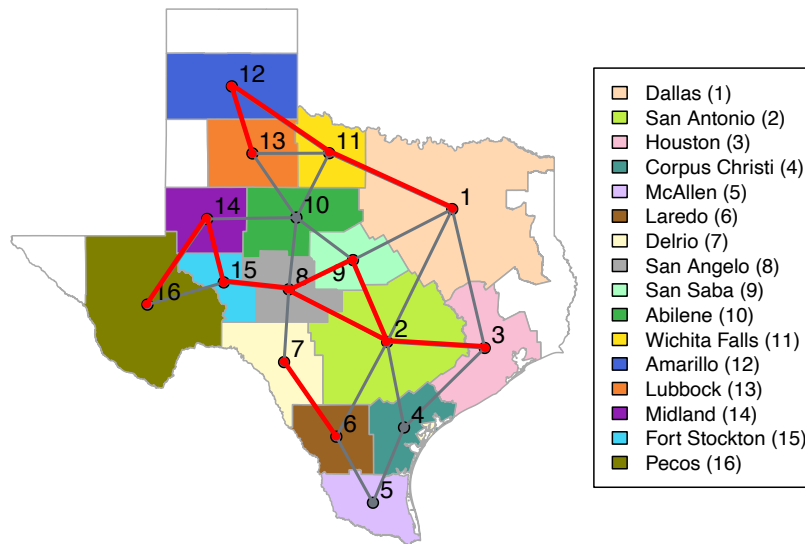 12
13
11
1
14
10
15
8
9
16
2
3
7
6
4
5
Dallas (1)
San Antonio (2)
Houston (3)
Corpus Christi (4)
McAllen (5)
Laredo (6)
Delrio (7)
San Angelo (8)
San Saba (9)
Abilene (10)
Wichita Falls (11)
Amarillo (12)
Lubbock (13)
Midland (14)
Fort Stockton (15)
Pecos (16)